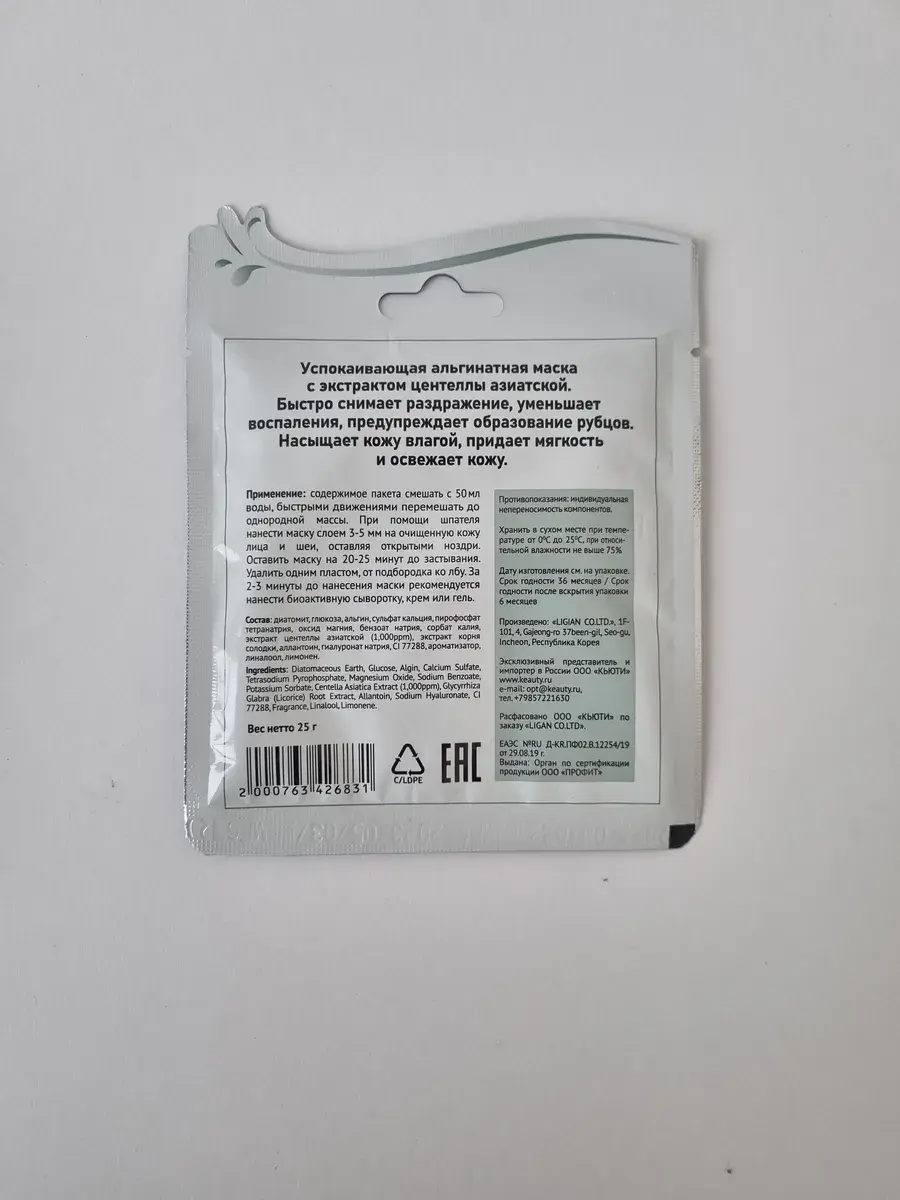 Успокаивающая альгинатная маска
с экстрактом центеллы азиатской.
Быстро снимает раздражение, уменьшает
воспаления, предупреждает образование рубцов.
Насыщает кожу влагой, придает мягкость
и освежает кожу.
Применение: содержимое пакета смешать с 50 мл
воды, быстрыми движениями перемешать до
однородной массы. При помощи шпателя
нанести маску слоем 3-5 мм на очищенную кожу
лица и шеи, оставляя открытыми ноздри.
Оставить маску на 20-25 минут до застывания.
Удалить одним пластом, от подбородка ко лбу. За
2-3 минуты до нанесения маски рекомендуется
нанести биоактивную сыворотку, крем или гель.
Состав: диатомит, глюкоза, альгин, сульфат кальция, пирофосфат
тетранатрия, оксид магния, бензоат натрия, сорбат калия,
экстракт центеллы азиатской (1,000ppm), экстракт корня
солодки, аллантоин, гиалуронат натрия, CI 77288, ароматизатор,
линалоол, лимонен.
Ingredients: Diatomaceous Earth, Glucose, Algin, Calcium Sulfate,
Tetrasodium Pyrophosphate, Magnesium Oxide, Sodium Benzoate,
Potassium Sorbate, Centella Asiatica Extract (1,000ppm), Glycyrrhiza
Glabra (Licorice) Root Extract, Allantoin, Sodium Hyaluronate, CI
77288, Fragrance, Linalool, Limonene.
Вес нетто 25 г
2 000763 426831
C/LDPE
EAC
Противопоказания: индивидуальная
непереносимость компонентов.
Хранить в сухом месте при темпе-
ратуре от 0⁰C до 25⁰C, при относи-
тельной влажности не выше 75%
Дату изготовления см. на упаковке.
Срок годности 36 месяцев / Срок
годности после вскрытия упаковки
6 месяцев
Произведено: «LIGIAN CO.LTD.», 1F-
101, 4, Gajeong-ro 37been-gil, Seo-gu,
Incheon, Республика Корея
Эксклюзивный представитель и
импортер в России ООО «КЬЮТИ»
www.keauty.ru
e-mail: opt@keauty.ru,
тел.+79857221630
Расфасовано ООО «КЬЮТИ» по
заказу «LIGAN CO.LTD».
ЕАЭС №RU Д-KR.ПФ02.В.12254/19
от 29.08.19 г.
Выдана: Орган по сертификации
продукции ООО «ПРОФИТ»